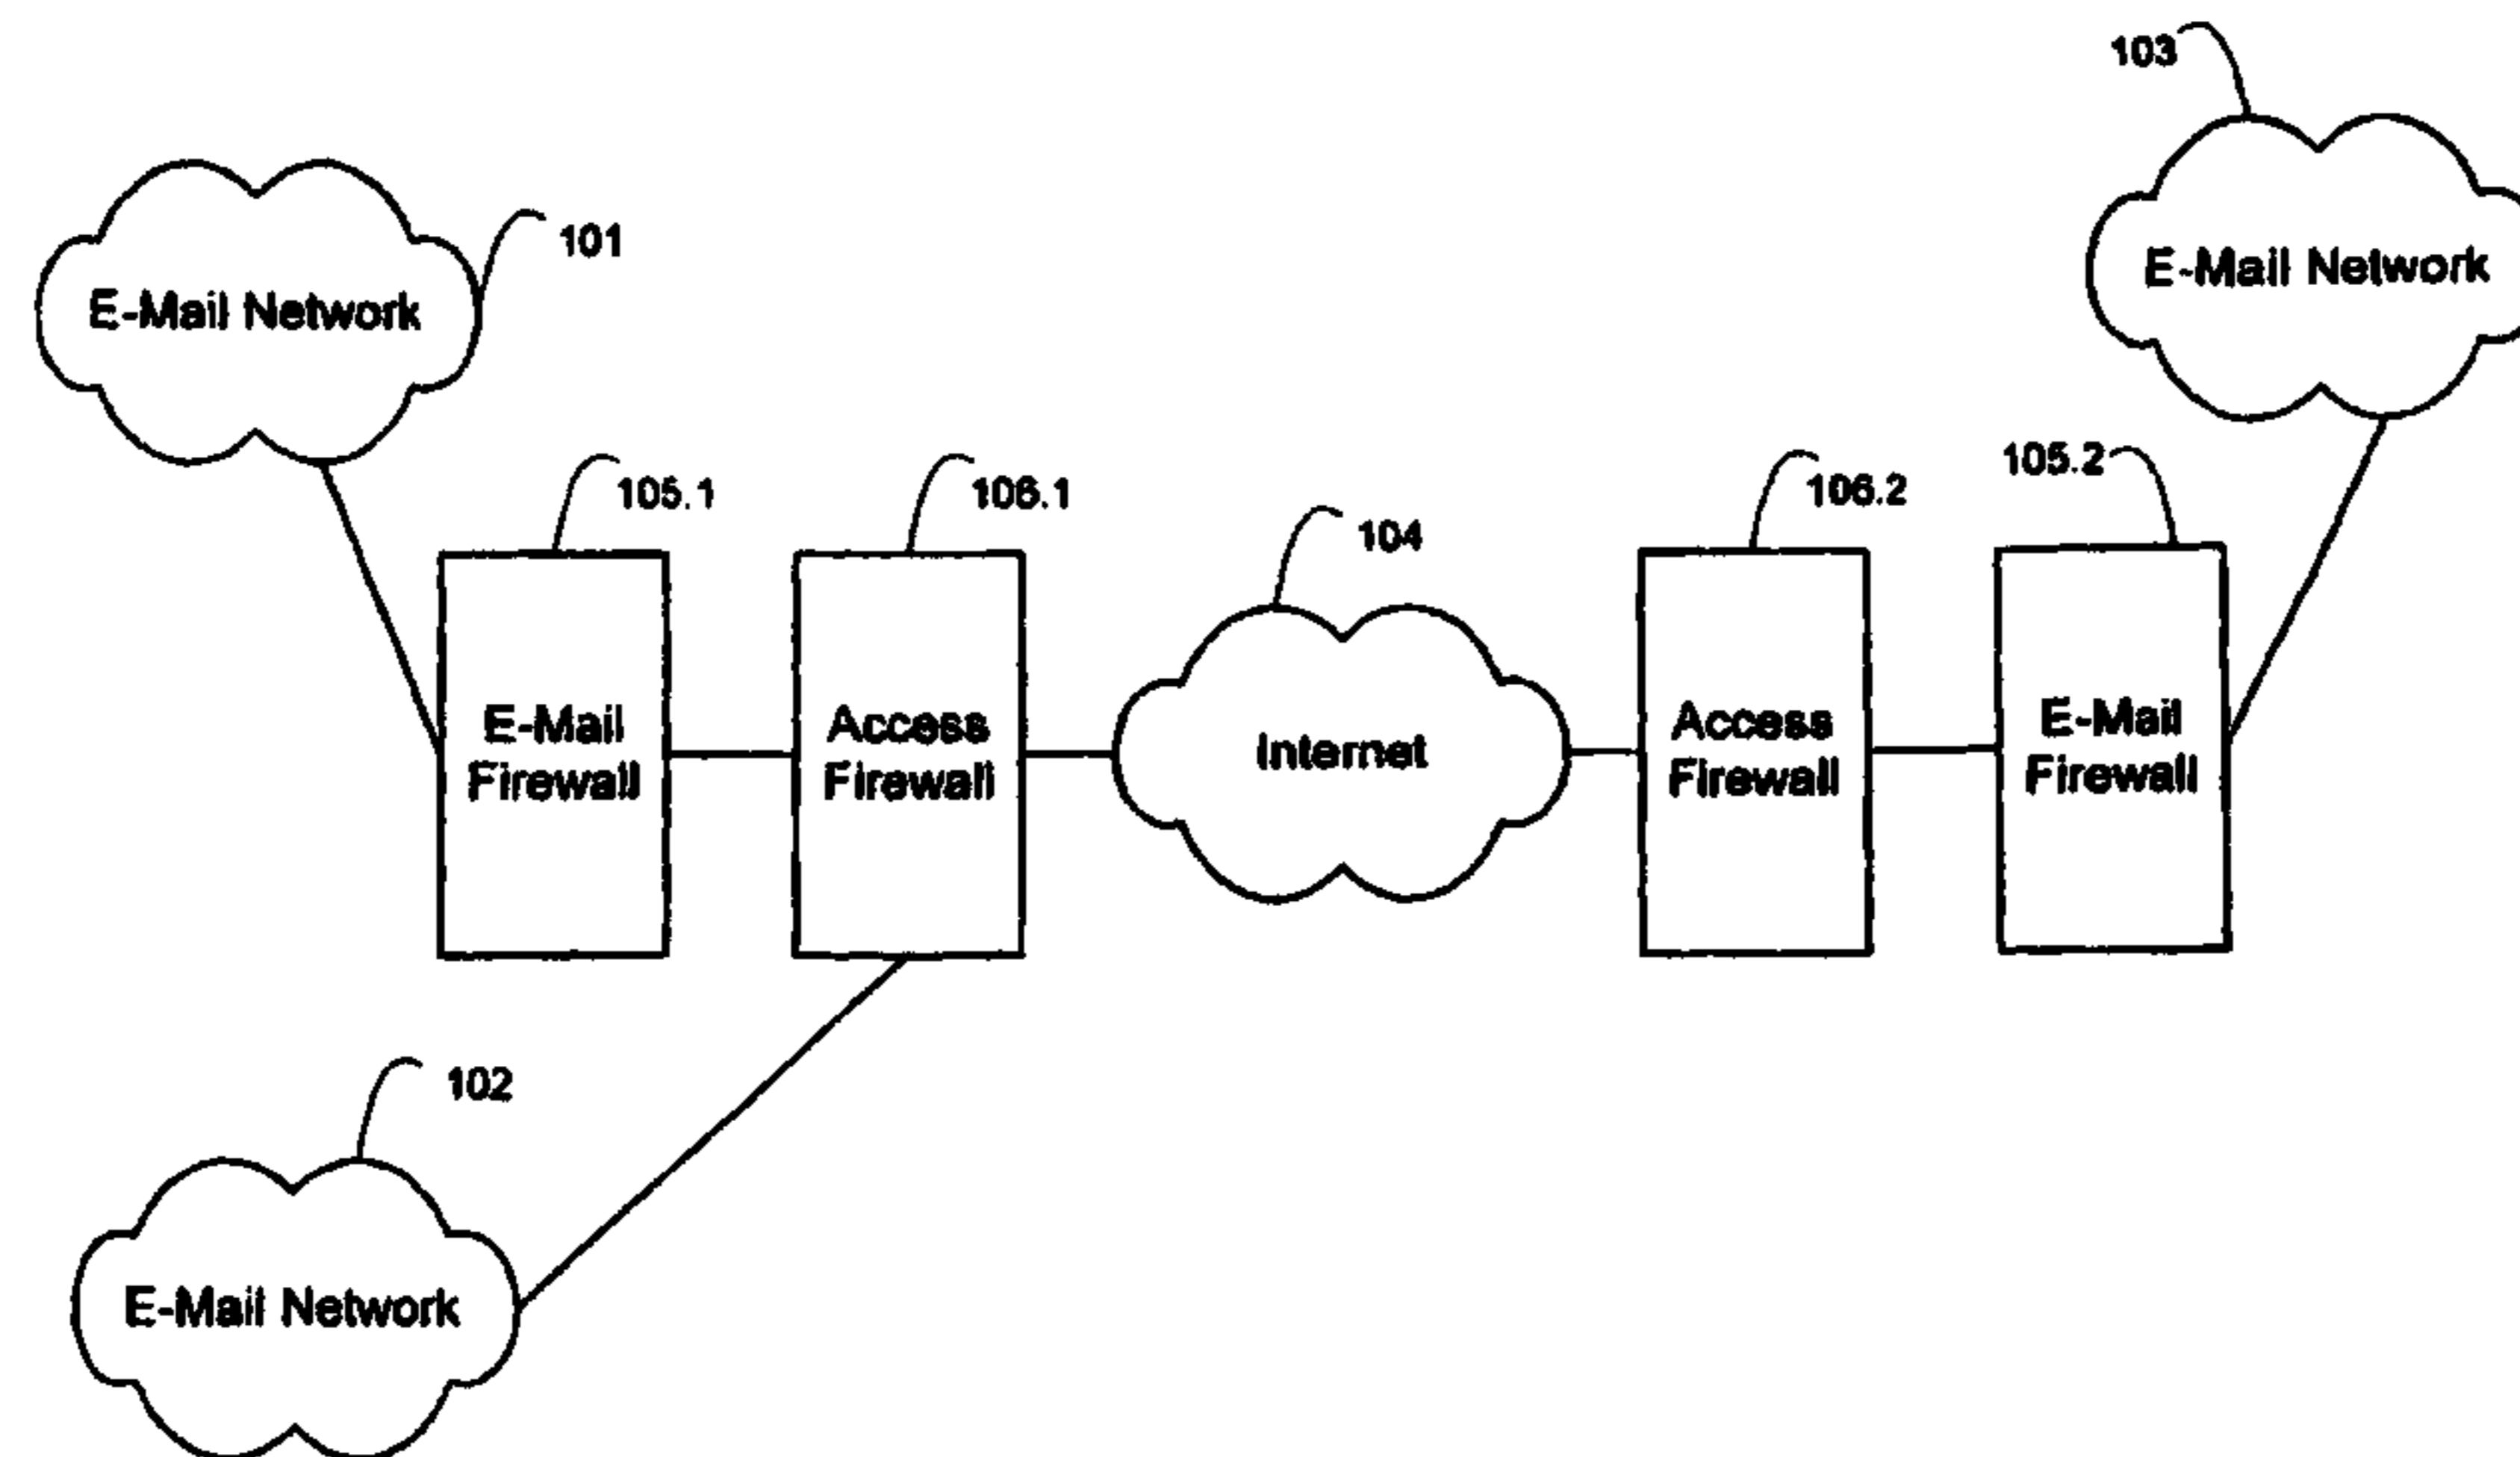 103
E-Mail Network
101
E-Mail Network
105.1
106.1
104
106.2
105.2
E-Mail
Firewall
Access
Firewall
Internet
Access
Firewall
E-Mail
Firewall
102
E-Mail Network